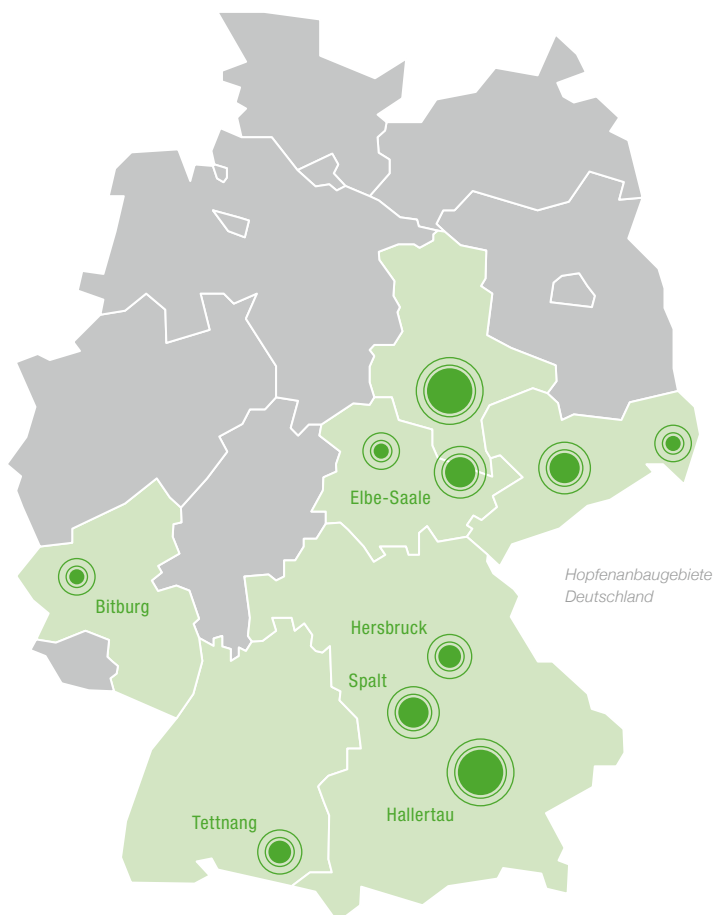 Elbe-Saale
Hopfenanbaugebiete
Deutschland
Bitburg
Hersbruck
Spalt
Hallertau
Tettnang